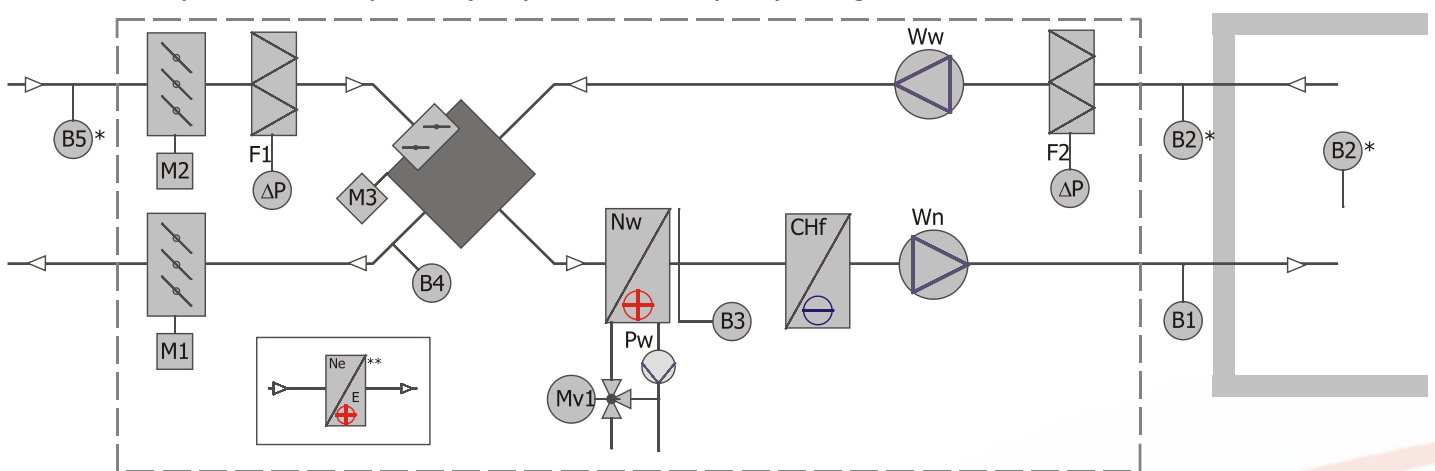 Ww
B5*
M2
F1
ΔP
M3
F2
ΔP
B2*
B2*
Nw
CHf
Wn
B4
B3
B1
M1
Pw
Mv1
Ne
**
E